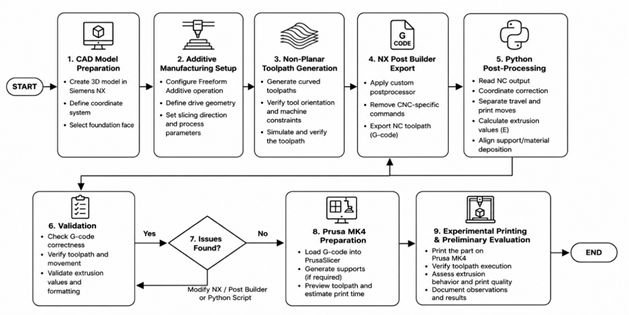 START
1. CAD Model
Preparation
• Create 3D model in
Siemens NX
• Define coordinate
system
• Select foundation face
2. Additive
Manufacturing Setup
• Configure Freeform
Additive operation
• Define drive geometry
• Set slicing direction
and process
parameters
3. Non-Planar
Toolpath Generation
• Generate curved
toolpaths
• Verify tool orientation
and machine
constraints
• Simulate and verify
the toolpath
G
CODE
4. NX Post Builder
Export
• Apply custom
postprocessor
• Remove CNC-specific
commands
• Export NC toolpath
(G-code)
5. Python
Post-Processing
• Read NC output
• Coordinate correction
• Separate travel and
print moves
• Calculate extrusion
values (E)
• Align support/material
deposition
6. Validation
• Check G-code
correctness
• Verify toolpath and
movement
• Validate extrusion
values and
formatting
Yes
7. Issues
Found?
No
Modify NX / Post Builder
or Python Script
8. Prusa MK4
Preparation
• Load G-code into
PrusaSlicer
• Generate supports
(if required)
• Preview toolpath and
estimate print time
9. Experimental Printing
& Preliminary Evaluation
• Print the part on
Prusa MK4
• Verify toolpath execution
• Assess extrusion
behavior and print quality
• Document observations
and results
END